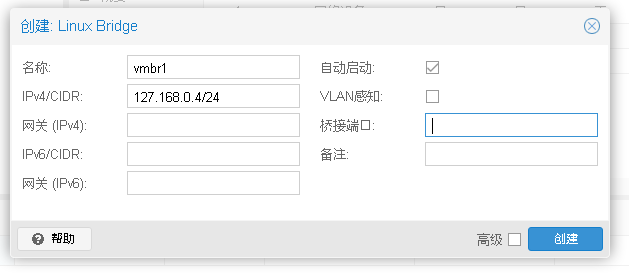 创建: Linux Bridge
名称: vmbr1 自动启动:
IPv4/CIDR: 127.168.0.4/24 VLAN感知:
网关 (IPv4): 桥接端口:
IPv6/CIDR: 备注:
网关 (IPv6):
帮助 高级 创建